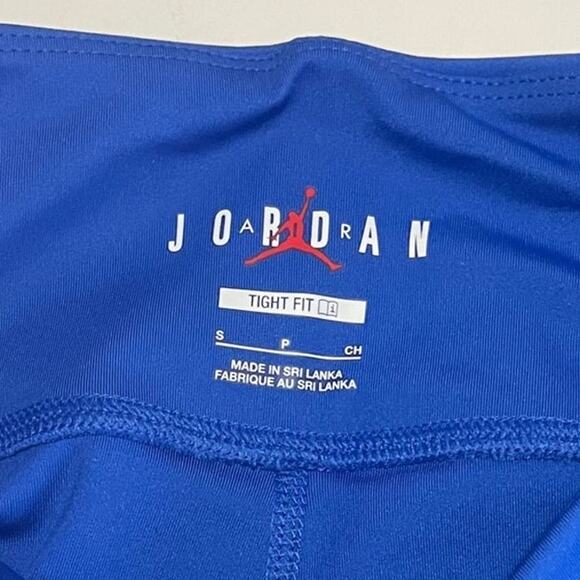 JORDAN
AIR
TIGHT FIT
S P CH
MADE IN SRI LANKA
FABRIQUE AU SRI LANKA